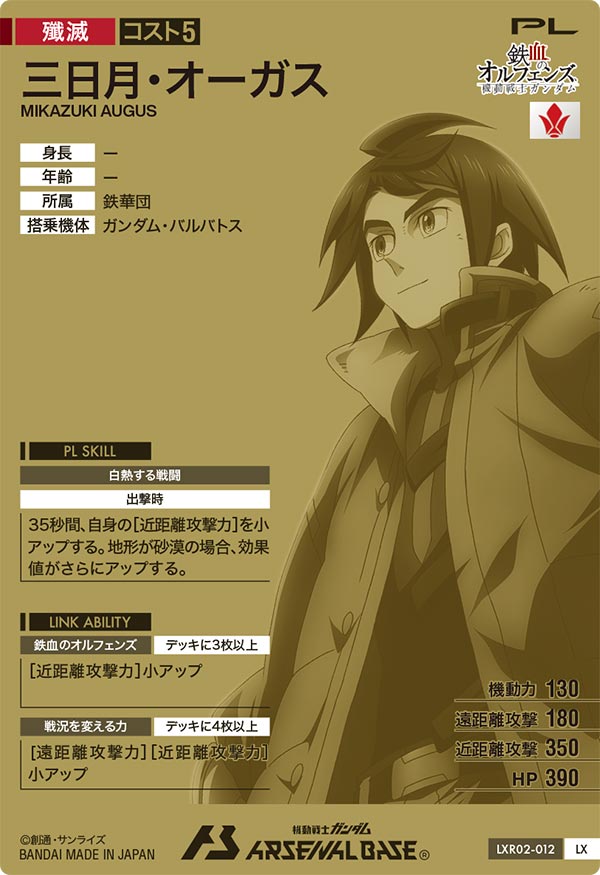 殲滅 コスト5 PL
三日月・オーガス
MIKAZUKI AUGUS
鉄血の
オルフェンズ
機動戦士ガンダム
身長 ー
年齢 ー
所属 鉄華団
搭乗機体 ガンダム・バルバトス
PL SKILL
白熱する戦闘
出撃時
35秒間、自身の[近距離攻撃力]を小
アップする。地形が砂漠の場合、効果
値がさらにアップする。
LINK ABILITY
鉄血のオルフェンズ デッキに3枚以上
[近距離攻撃力]小アップ
戦況を変える力 デッキに4枚以上
[遠距離攻撃力][近距離攻撃力]
小アップ
機動力 130
遠距離攻撃 180
近距離攻撃 350
HP 390
©創通・サンライズ
BANDAI MADE IN JAPAN
機動戦士ガンダム
ARSENAL BASE®
LXR02-012 LX